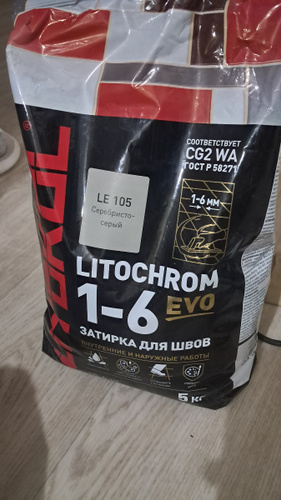 СООТВЕТСТВУЕТ
CG2 WA
ГОСТ Р 58271
1-6 мм
LE 105
Серебристо-
серый
LITOKOL
LITOCHROM
1-6 EVO
ЗАТИРКА ДЛЯ ШВОВ
ВНУТРЕННИЕ И НАРУЖНЫЕ РАБОТЫ
5 кг